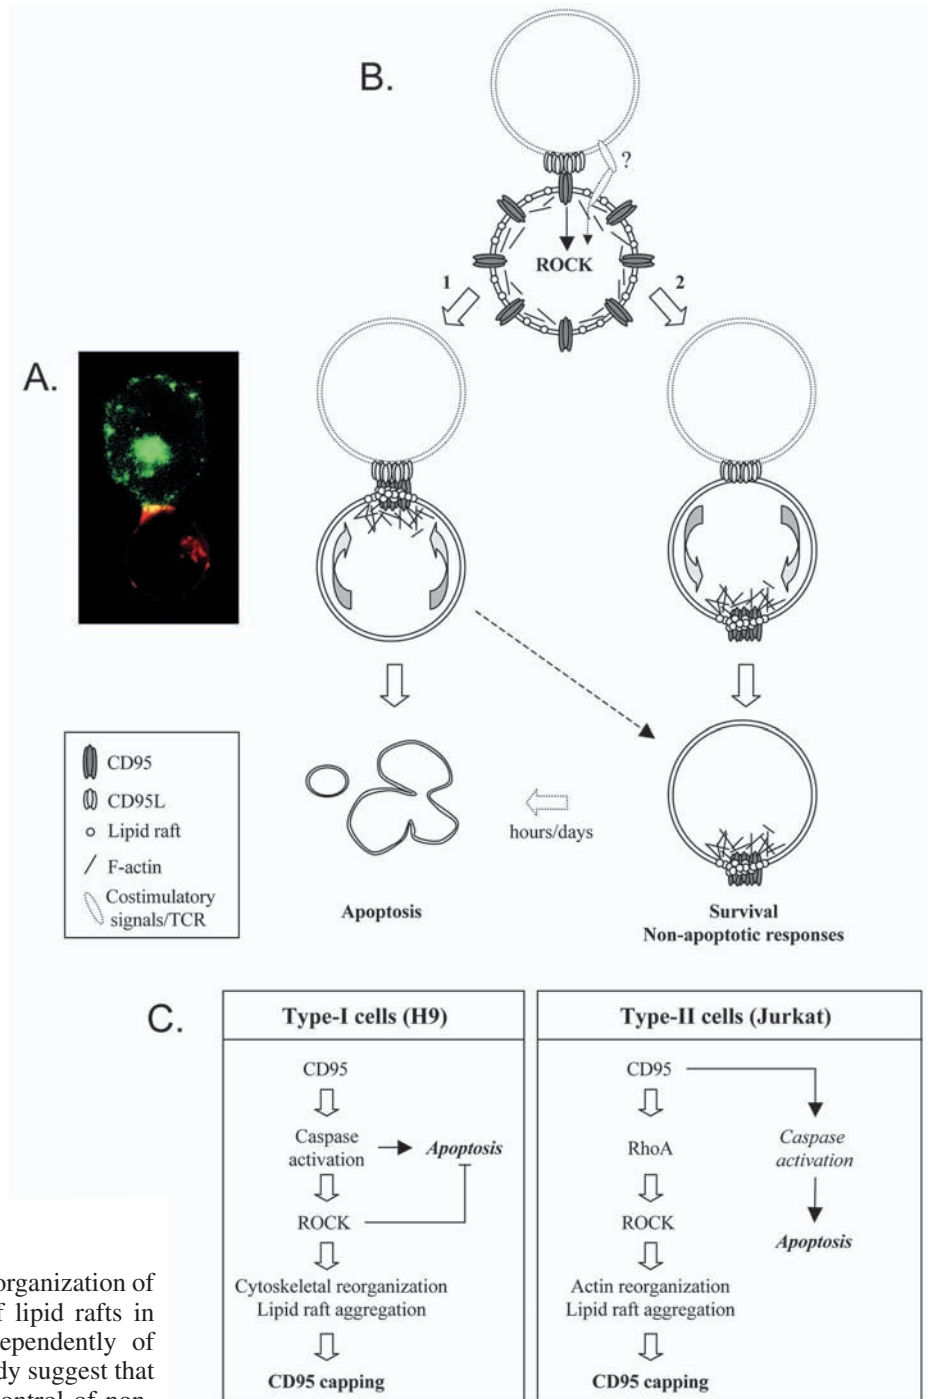 B.
?
ROCK
1
2
A.
CD95
CD95L
Lipid raft
F-actin
Costimulatory
signals/TCR
hours/days
Apoptosis
Survival
Non-apoptotic responses
C.
Type-I cells (H9)
CD95
Caspase
activation
Apoptosis
ROCK
Cytoskeletal reorganization
Lipid raft aggregation
CD95 capping
Type-II cells (Jurkat)
CD95
RhoA
Caspase
activation
ROCK
Apoptosis
Actin reorganization
Lipid raft aggregation
CD95 capping
organization of
lipid rafts in
ependently of
dy suggest that